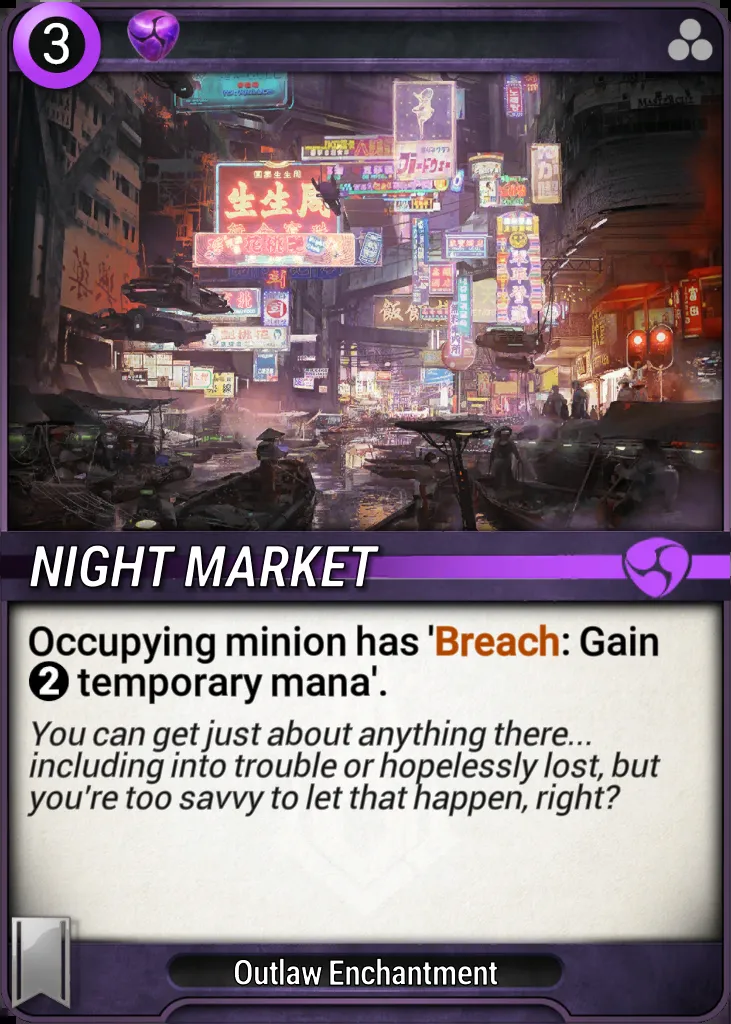 3
生生周
飯
NIGHT MARKET
Occupying minion has 'Breach: Gain
2 temporary mana'.
You can get just about anything there...
including into trouble or hopelessly lost, but
you're too savvy to let that happen, right?
Outlaw Enchantment